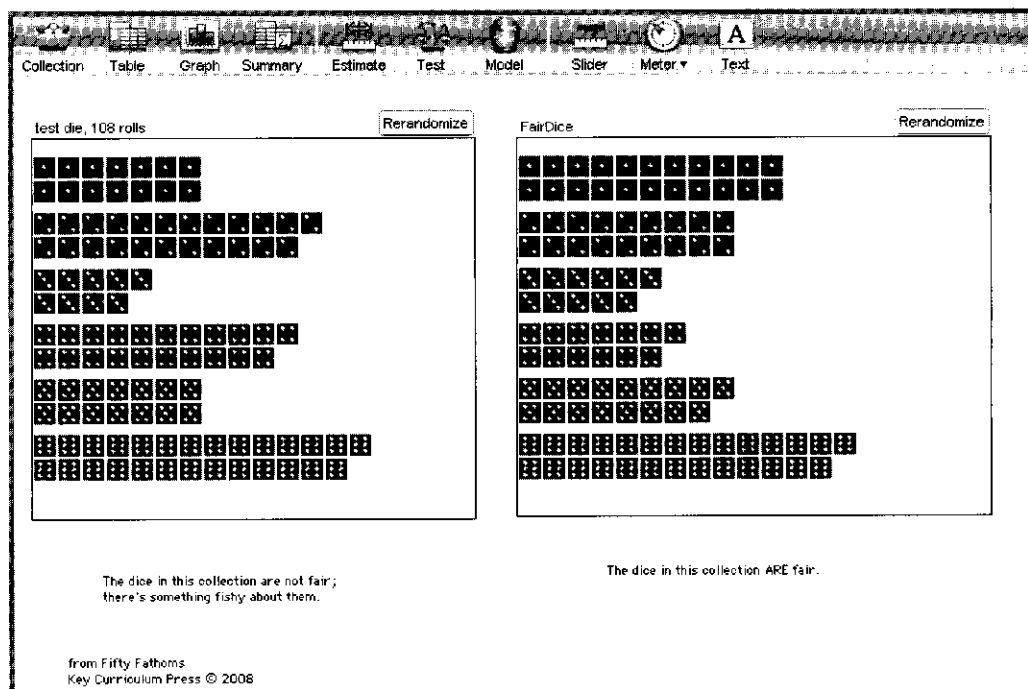 Collection Table Graph Summary Estimate Test Model Slider Meter ▾ Text
A
test die, 108 rolls
Rerandomize
FairDice
Rerandomize
The dice in this collection are not fair;
there's something fishy about them.
The dice in this collection ARE fair.
from Fifty Fathoms
Key Curriculum Press © 2008